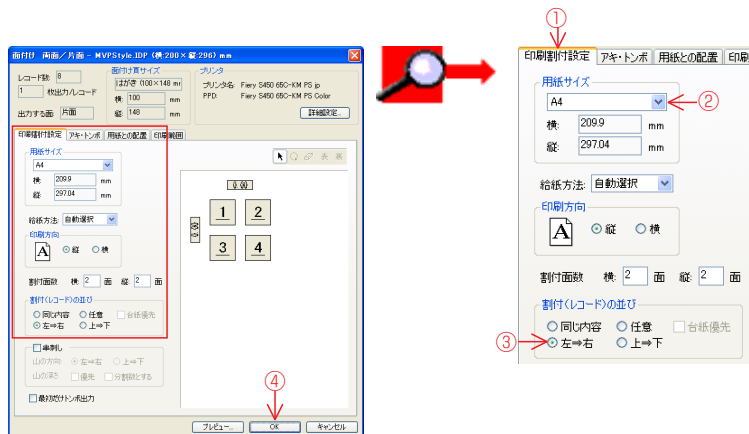 面付け 両面／片面 - MVPStyle.IDP (横:200× 縦:296) mm
レコード数: 8
1 枚出力/レコード
出力する面: 片面
面付け頁サイズ
はがき (100×148 mm
横: 100 mm
縦: 148 mm
プリンタ
プリンタ名: Fiery S450 65C-KM PS jp
PPD: Fiery S450 65C-KM PS Color
詳細設定...
印刷割付設定 アキ・トンボ 用紙との配置 印刷範囲
用紙サイズ
A4
横: 209.9 mm
縦: 297.04 mm
給紙方法: 自動選択
印刷方向
A 縦 横
割付面数 横: 2 面 縦: 2 面
割付(レコード)の並び
同じ内容 任意 台紙優先
左⇒右 上⇒下
串刺し
山の方向: 左⇒右 上⇒下
山の深さ 優先 分割数とする
最初だけトンボ出力
0.00
0.00
1 2
3 4
④
プレビュー... OK キャンセル
①
印刷割付設定 アキ・トンボ 用紙との配置 印刷
用紙サイズ
A4 ②
横: 209.9 mm
縦: 297.04 mm
給紙方法: 自動選択
印刷方向
A 縦 横
割付面数 横: 2 面 縦: 2 面
割付(レコード)の並び
同じ内容 任意 台紙優先
③ 左⇒右 上⇒下